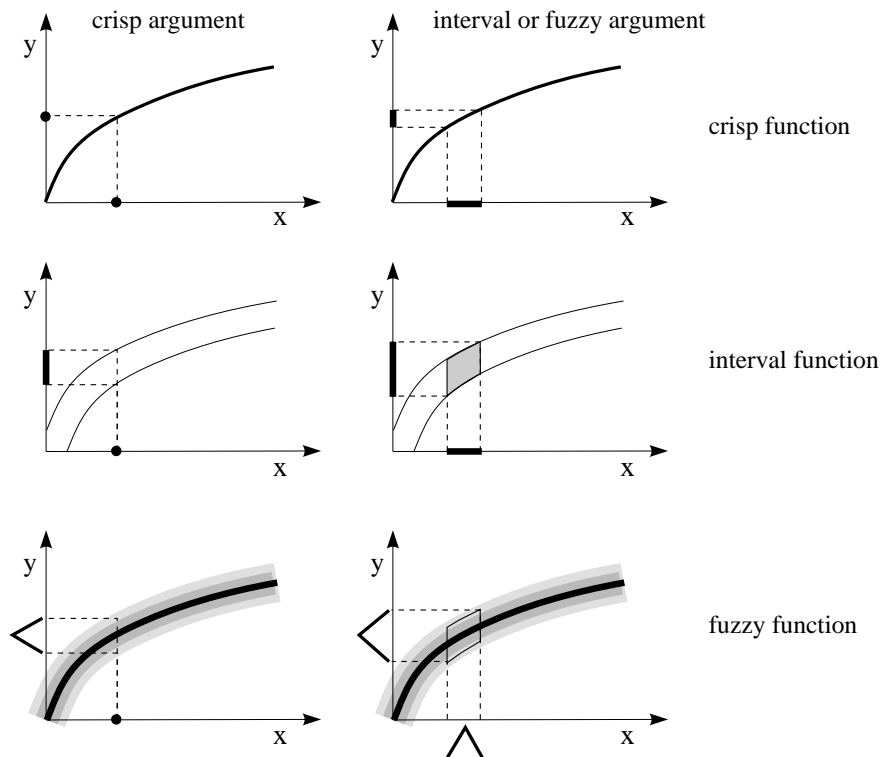 crisp argument
interval or fuzzy argument
y
x
y
x
crisp function
y
x
y
x
interval function
y
x
y
x
fuzzy function